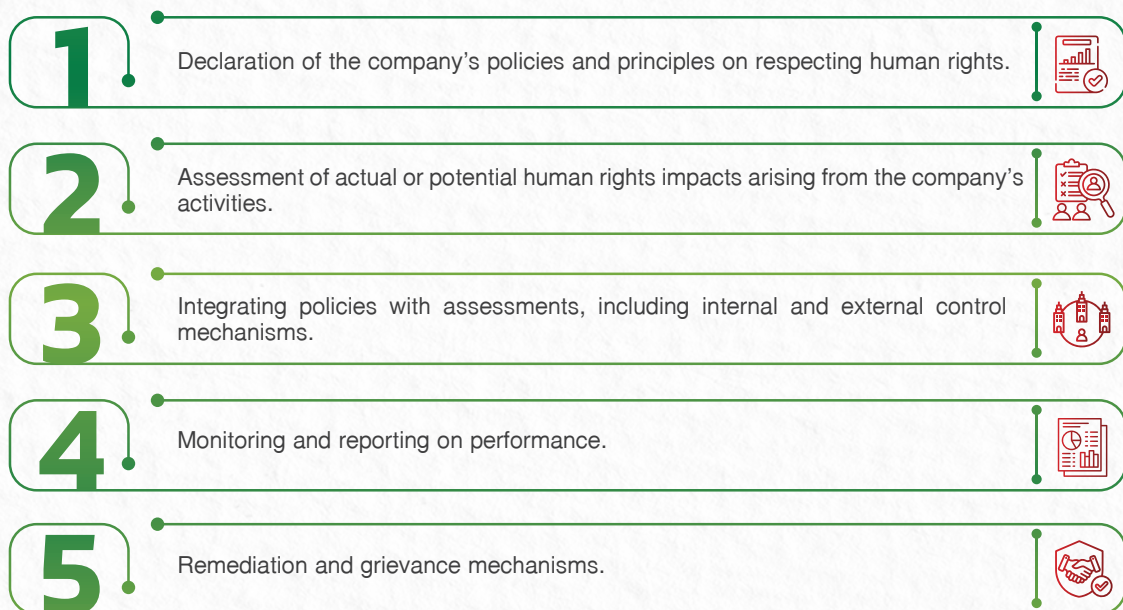 1
Declaration of the company's policies and principles on respecting human rights.
2
Assessment of actual or potential human rights impacts arising from the company's
activities.
3
Integrating policies with assessments, including internal and external control
mechanisms.
4
Monitoring and reporting on performance.
5
Remediation and grievance mechanisms.